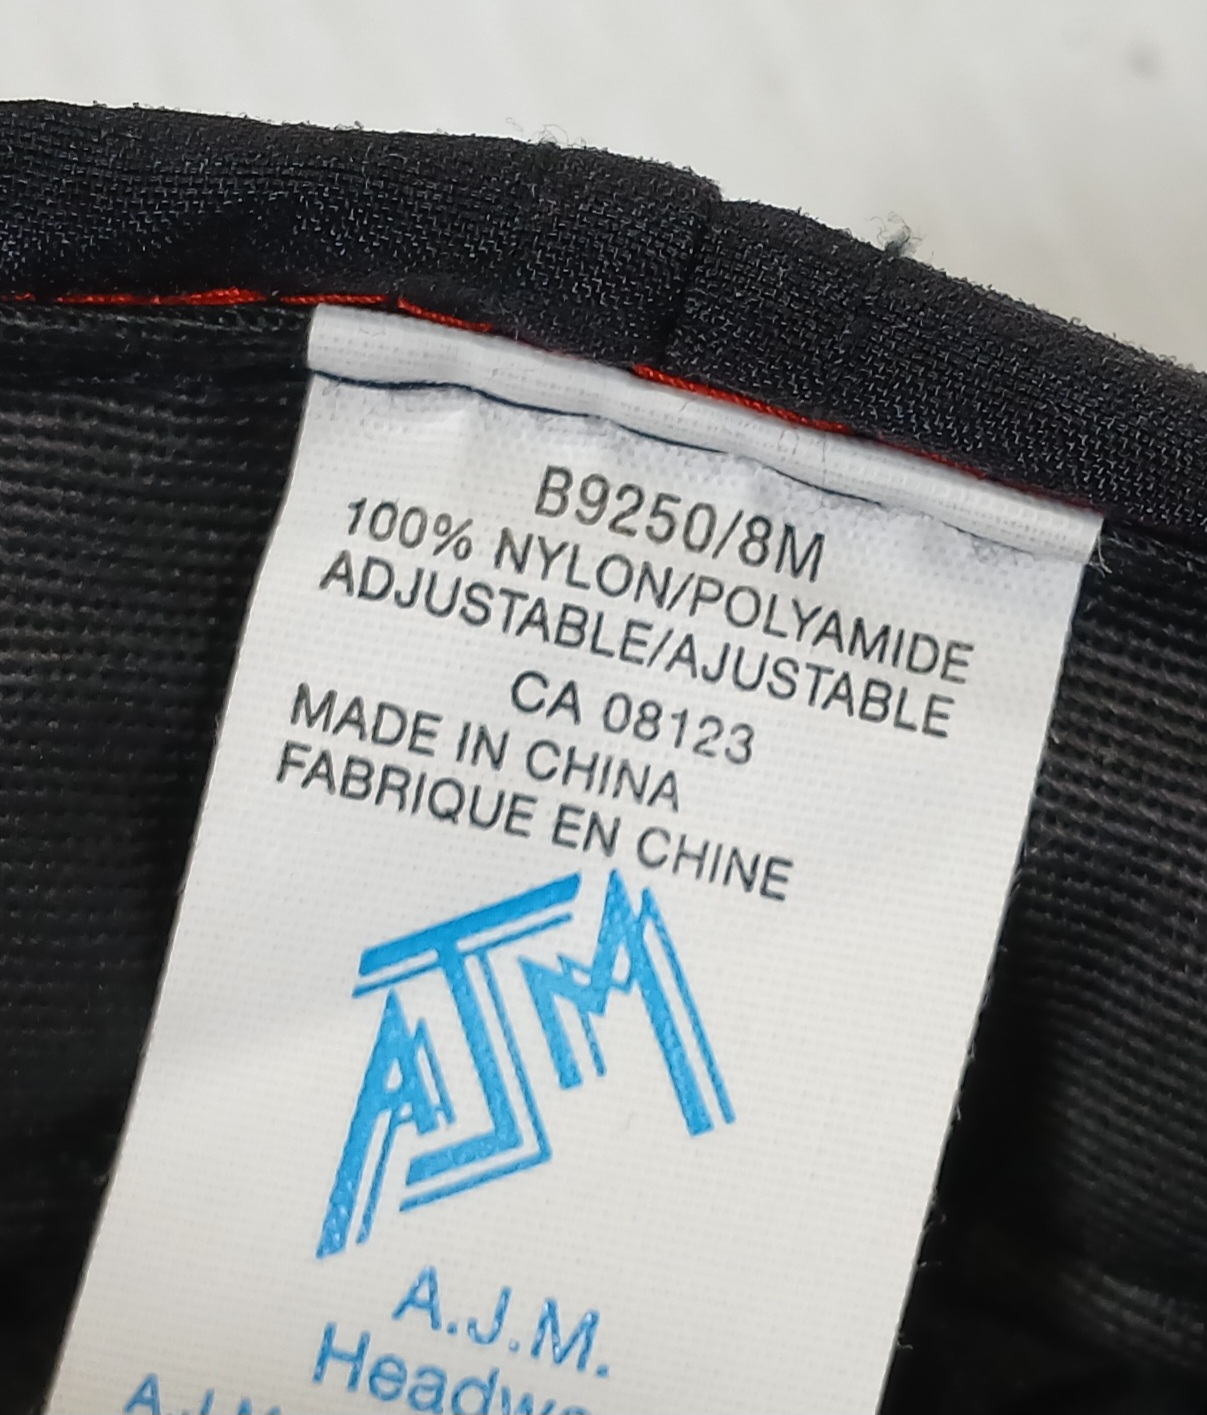 B9250/8M
100% NYLON/POLYAMIDE
ADJUSTABLE/AJUSTABLE
CA 08123
MADE IN CHINA
FABRIQUE EN CHINE
AJM
A.J.M.